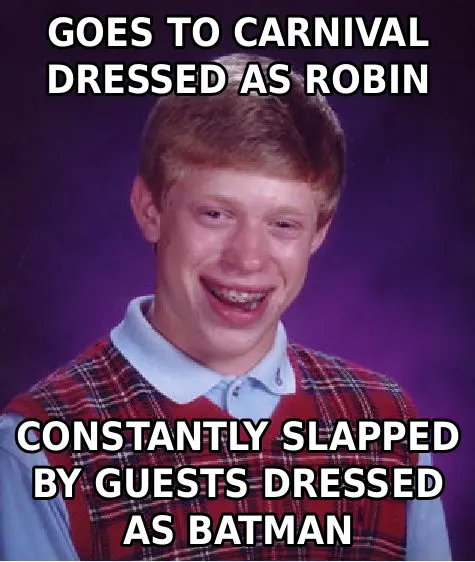 GOES TO CARNIVAL
DRESSED AS ROBIN
CONSTANTLY SLAPPED
BY GUESTS DRESSED
AS BATMAN